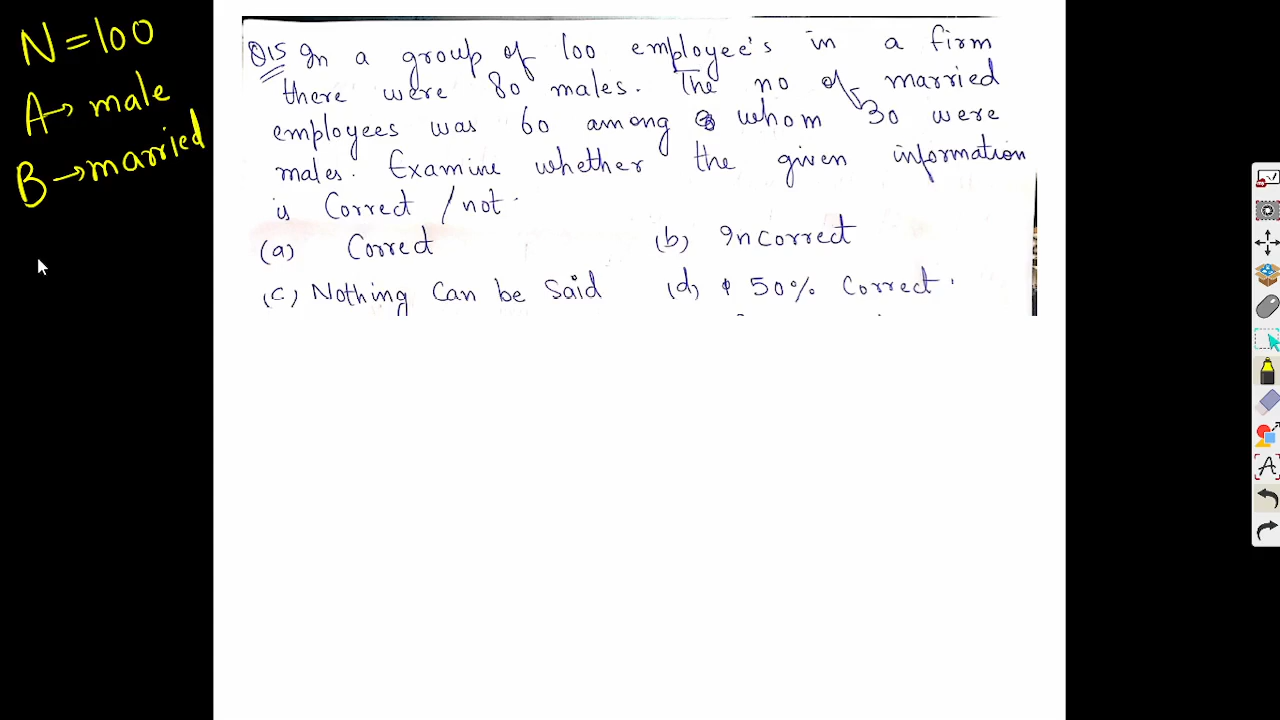 N=100
A→ male
B→married
Q15 In a group of 100 employee's in a firm
there were 80 males. The no of married
employees was 60 among whom 30 were
males. Examine whether the given information
is Correct / not.
(a) Correct (b) Incorrect
(c) Nothing Can be Said (d) 50% Correct.